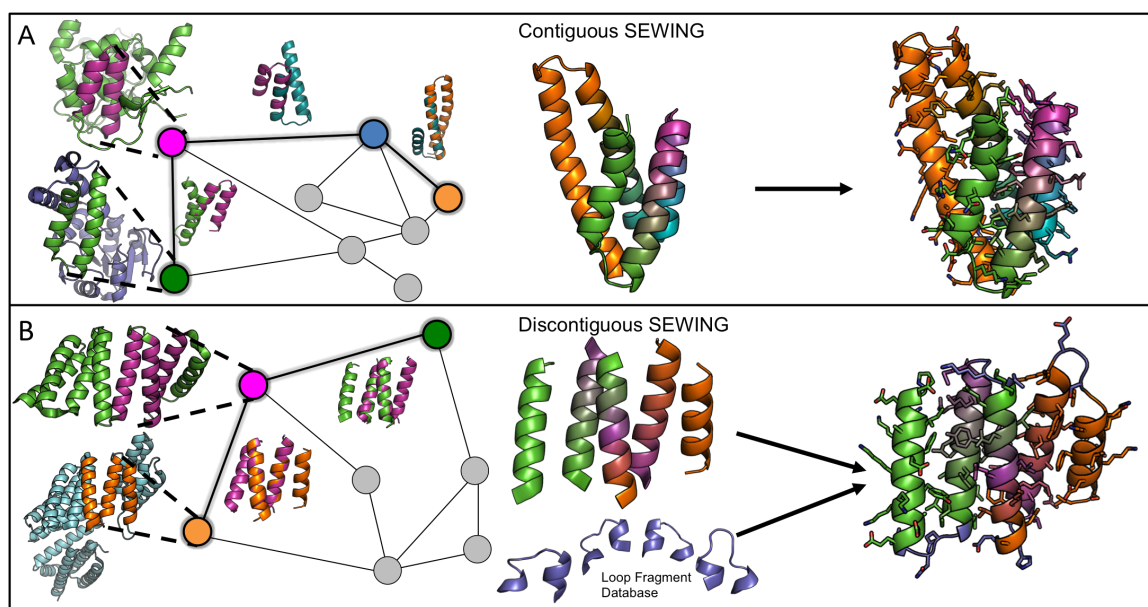 A
Contiguous SEWING
B
Discontiguous SEWING
Loop Fragment
Database